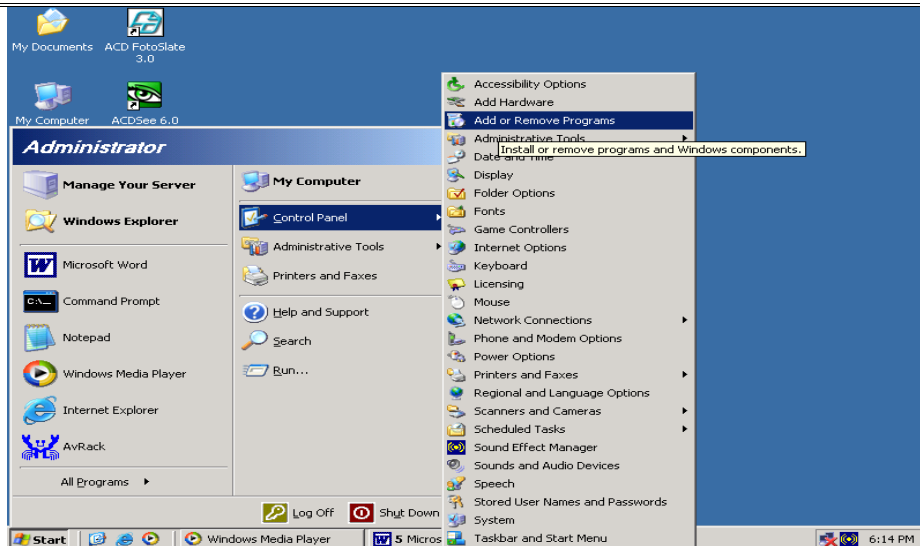 My Documents
ACD FotoSlate
3.0
My Computer
ACDSee 6.0
Administrator
Manage Your Server
Windows Explorer
Microsoft Word
C:\_
Command Prompt
Notepad
Windows Media Player
Internet Explorer
AvRack
All Programs
My Computer
Control Panel
Administrative Tools
Printers and Faxes
Help and Support
Search
Run...
Log Off
Shut Down
Accessibility Options
Add Hardware
Add or Remove Programs
Administrative Tools
Install or remove programs and Windows components.
Date and Time
Display
Folder Options
Fonts
Game Controllers
Internet Options
Keyboard
Licensing
Mouse
Network Connections
Phone and Modem Options
Power Options
Printers and Faxes
Regional and Language Options
Scanners and Cameras
Scheduled Tasks
Sound Effect Manager
Sounds and Audio Devices
Speech
Stored User Names and Passwords
System
Taskbar and Start Menu
Start
Windows Media Player
5 Micros
6:14 PM